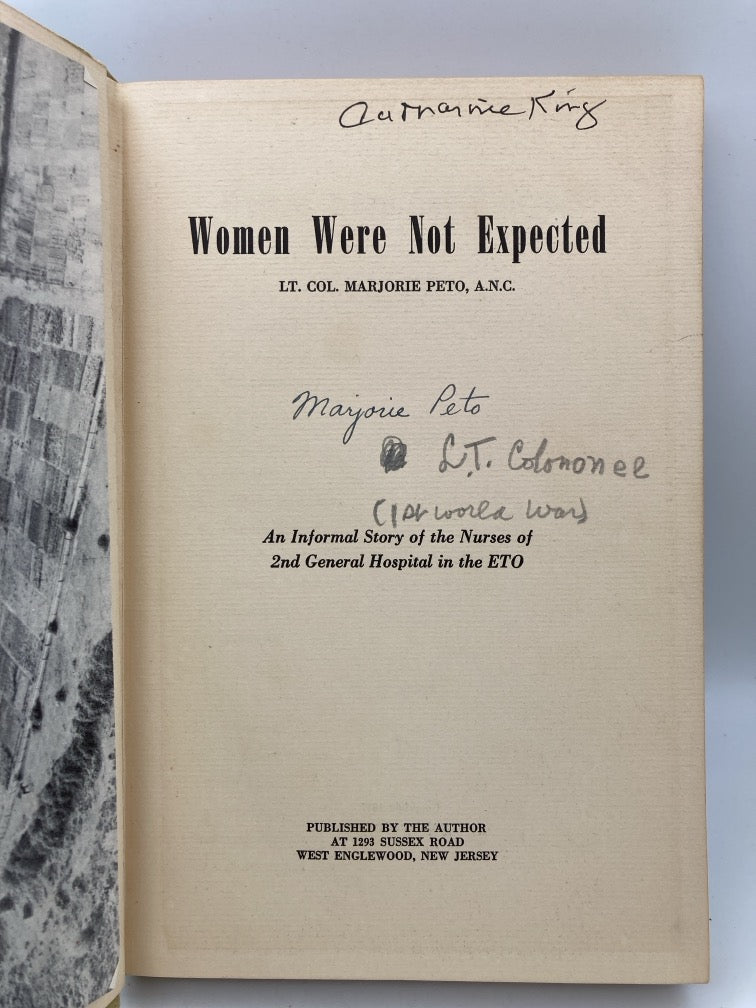 Catharine King
Women Were Not Expected
LT. COL. MARJORIE PETO, A.N.C.
Marjorie Peto
LT. Colononel
(1st world War)
An Informal Story of the Nurses of
2nd General Hospital in the ETO
PUBLISHED BY THE AUTHOR
AT 1293 SUSSEX ROAD
WEST ENGLEWOOD, NEW JERSEY